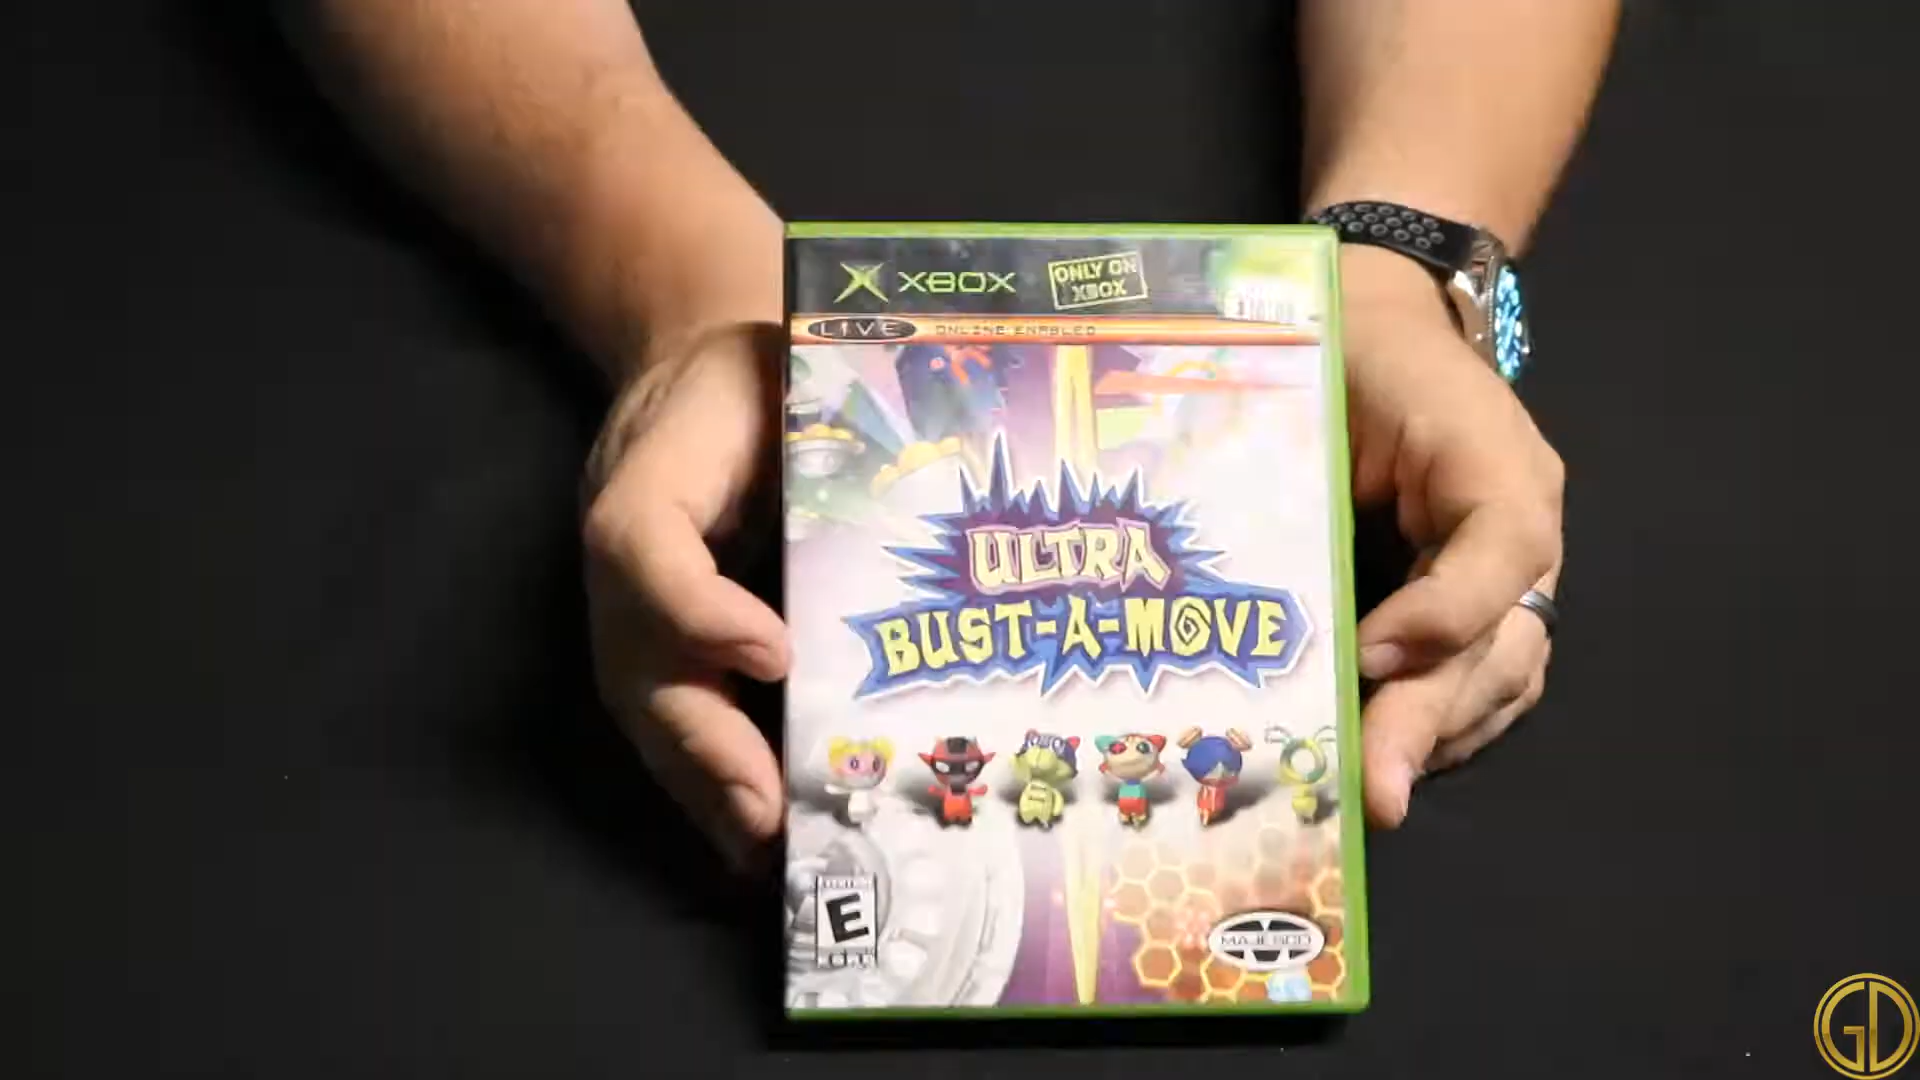 XBOX
ONLY ON
XBOX
LIVE
ONLINE ENABLED
ULTRA
BUST-A-MOVE
E
MAJESCO
GD